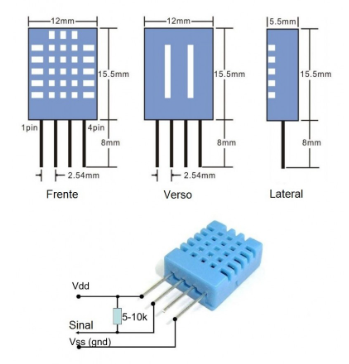 12mm
12mm
5.5mm
15.5mm
15.5mm
15.5mm
1pin
4pin
8mm
8mm
8mm
2.54mm
2.54mm
Frente
Verso
Lateral
Vdd
5-10k
Sinal
Vss (gnd)